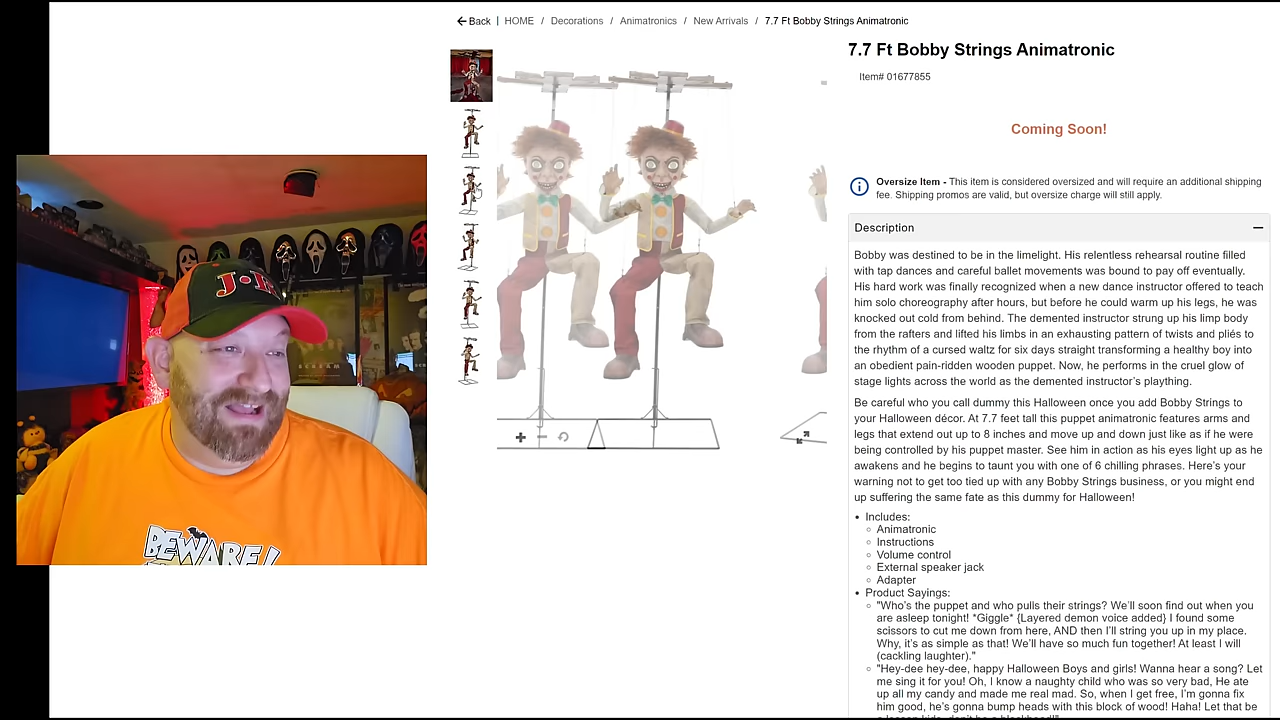 Back | HOME / Decorations / Animatronics / New Arrivals / 7.7 Ft Bobby Strings Animatronic
7.7 Ft Bobby Strings Animatronic
Item# 01677855
Coming Soon!
Oversize Item - This item is considered oversized and will require an additional shipping
fee. Shipping promos are valid, but oversize charge will still apply.
Description
Bobby was destined to be in the limelight. His relentless rehearsal routine filled
with tap dances and careful ballet movements was bound to pay off eventually.
His hard work was finally recognized when a new dance instructor offered to teach
him solo choreography after hours, but before he could warm up his legs, he was
knocked out cold from behind. The demented instructor strung up his limp body
from the rafters and lifted his limbs in an exhausting pattern of twists and pliés to
the rhythm of a cursed waltz for six days straight transforming a healthy boy into
an obedient pain-ridden wooden puppet. Now, he performs in the cruel glow of
stage lights across the world as the demented instructor's plaything.
Be careful who you call dummy this Halloween once you add Bobby Strings to
your Halloween décor. At 7.7 feet tall this puppet animatronic features arms and
legs that extend out up to 8 inches and move up and down just like as if he were
being controlled by his puppet master. See him in action as his eyes light up as he
awakens and he begins to taunt you with one of 6 chilling phrases. Here's your
warning not to get too tied up with any Bobby Strings business, or you might end
up suffering the same fate as this dummy for Halloween!
Includes:
Animatronic
Instructions
Volume control
External speaker jack
Adapter
Product Sayings:
"Who's the puppet and who pulls their strings? We'll soon find out when you
are asleep tonight! *Giggle* {Layered demon voice added} I found some
scissors to cut me down from here, AND then I'll string you up in my place.
Why, it's as simple as that! We'll have so much fun together! At least I will
(cackling laughter)."
"Hey-dee hey-dee, happy Halloween Boys and girls! Wanna hear a song? Let
me sing it for you! Oh, I know a naughty child who was so very bad, He ate
up all my candy and made me real mad. So, when I get free, I'm gonna fix
him good, he's gonna bump heads with this block of wood! Haha! Let that be
BEWARE!